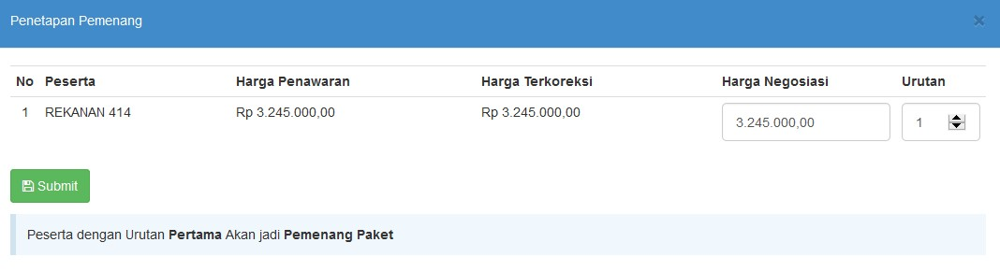 Penetapan Pemenang ×
No Peserta Harga Penawaran Harga Terkoreksi Harga Negosiasi Urutan
1 REKANAN 414 Rp 3.245.000,00 Rp 3.245.000,00 3.245.000,00 1
Submit
Peserta dengan Urutan Pertama Akan jadi Pemenang Paket